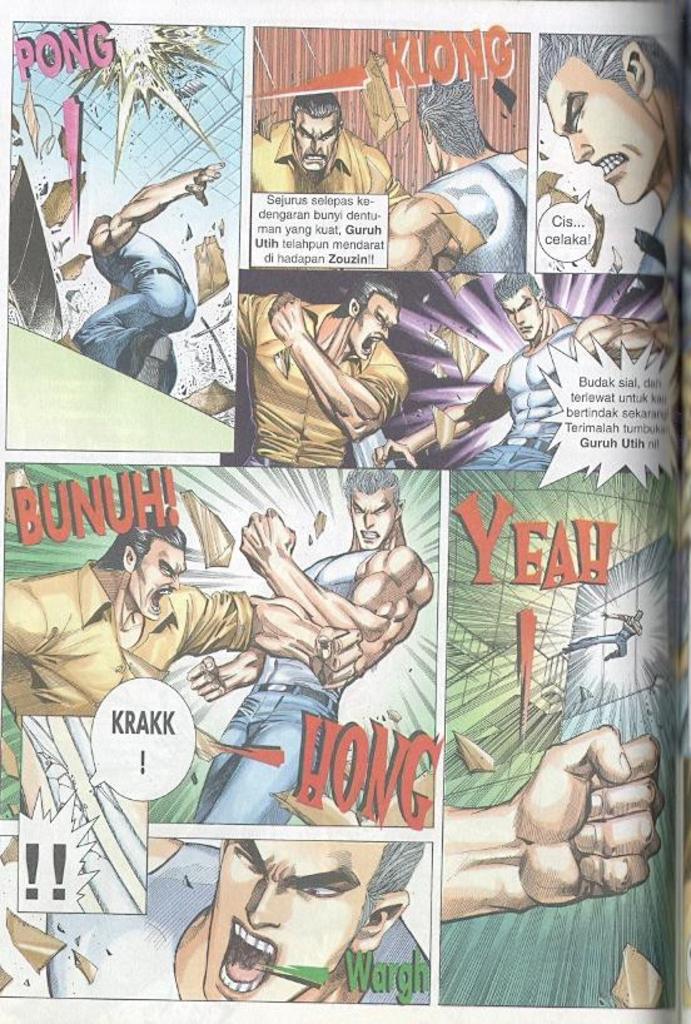 PONG
!
KLONG
Sejurus selepas ke-
dengaran bunyi dentu-
man yang kuat, Guruh
Utih telahpun mendarat
di hadapan Zouzin!!
Cis...
celaka!
Budak sial, dah
terlewat untuk kau
bertindak sekarang!
Terimalah tumbukan
Guruh Utih ni!
BUNUH!
KRAKK
!
HONG
!!
Wargh
YEAH
!
4